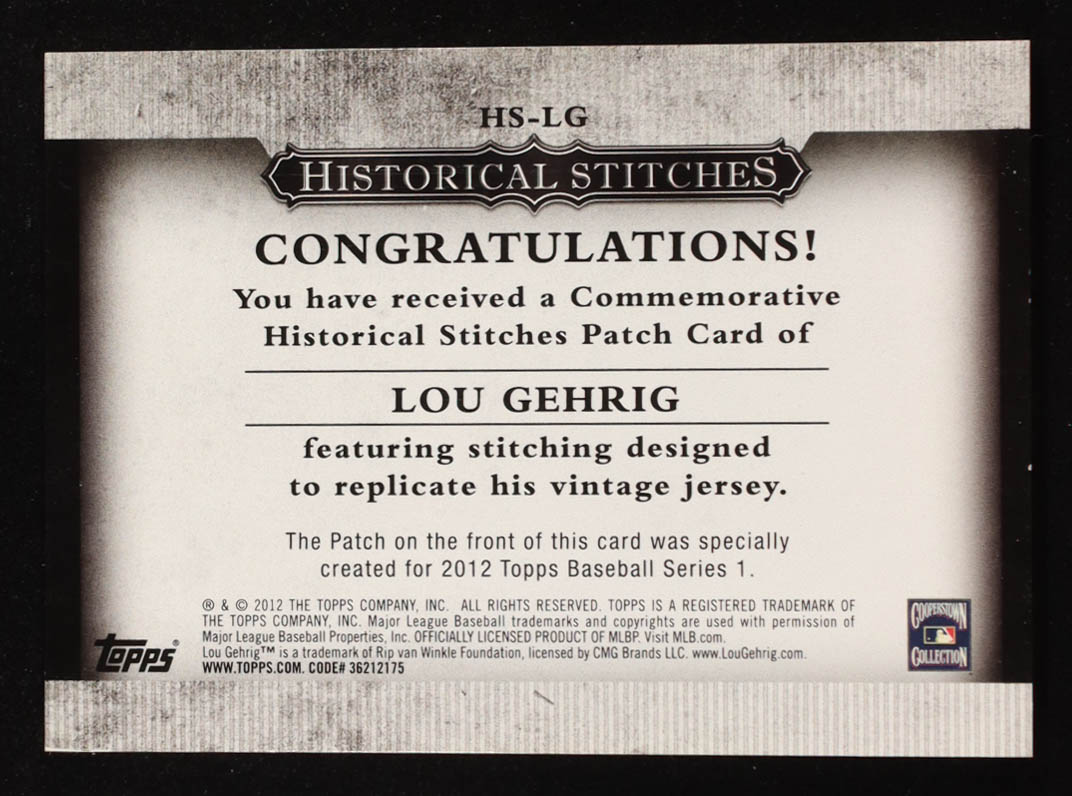 HS-LG
HISTORICAL STITCHES
CONGRATULATIONS!
You have received a Commemorative
Historical Stitches Patch Card of
LOU GEHRIG
featuring stitching designed
to replicate his vintage jersey.
The Patch on the front of this card was specially
created for 2012 Topps Baseball Series 1.
® & © 2012 THE TOPPS COMPANY, INC. ALL RIGHTS RESERVED. TOPPS IS A REGISTERED TRADEMARK OF
THE TOPPS COMPANY, INC. Major League Baseball trademarks and copyrights are used with permission of
Major League Baseball Properties, Inc. OFFICIALLY LICENSED PRODUCT OF MLBP. Visit MLB.com.
Lou Gehrig™ is a trademark of Rip van Winkle Foundation, licensed by CMG Brands LLC. www.LouGehrig.com.
WWW.TOPPS.COM. CODE# 36212175
Topps®
COOPERSTOWN
COLLECTION